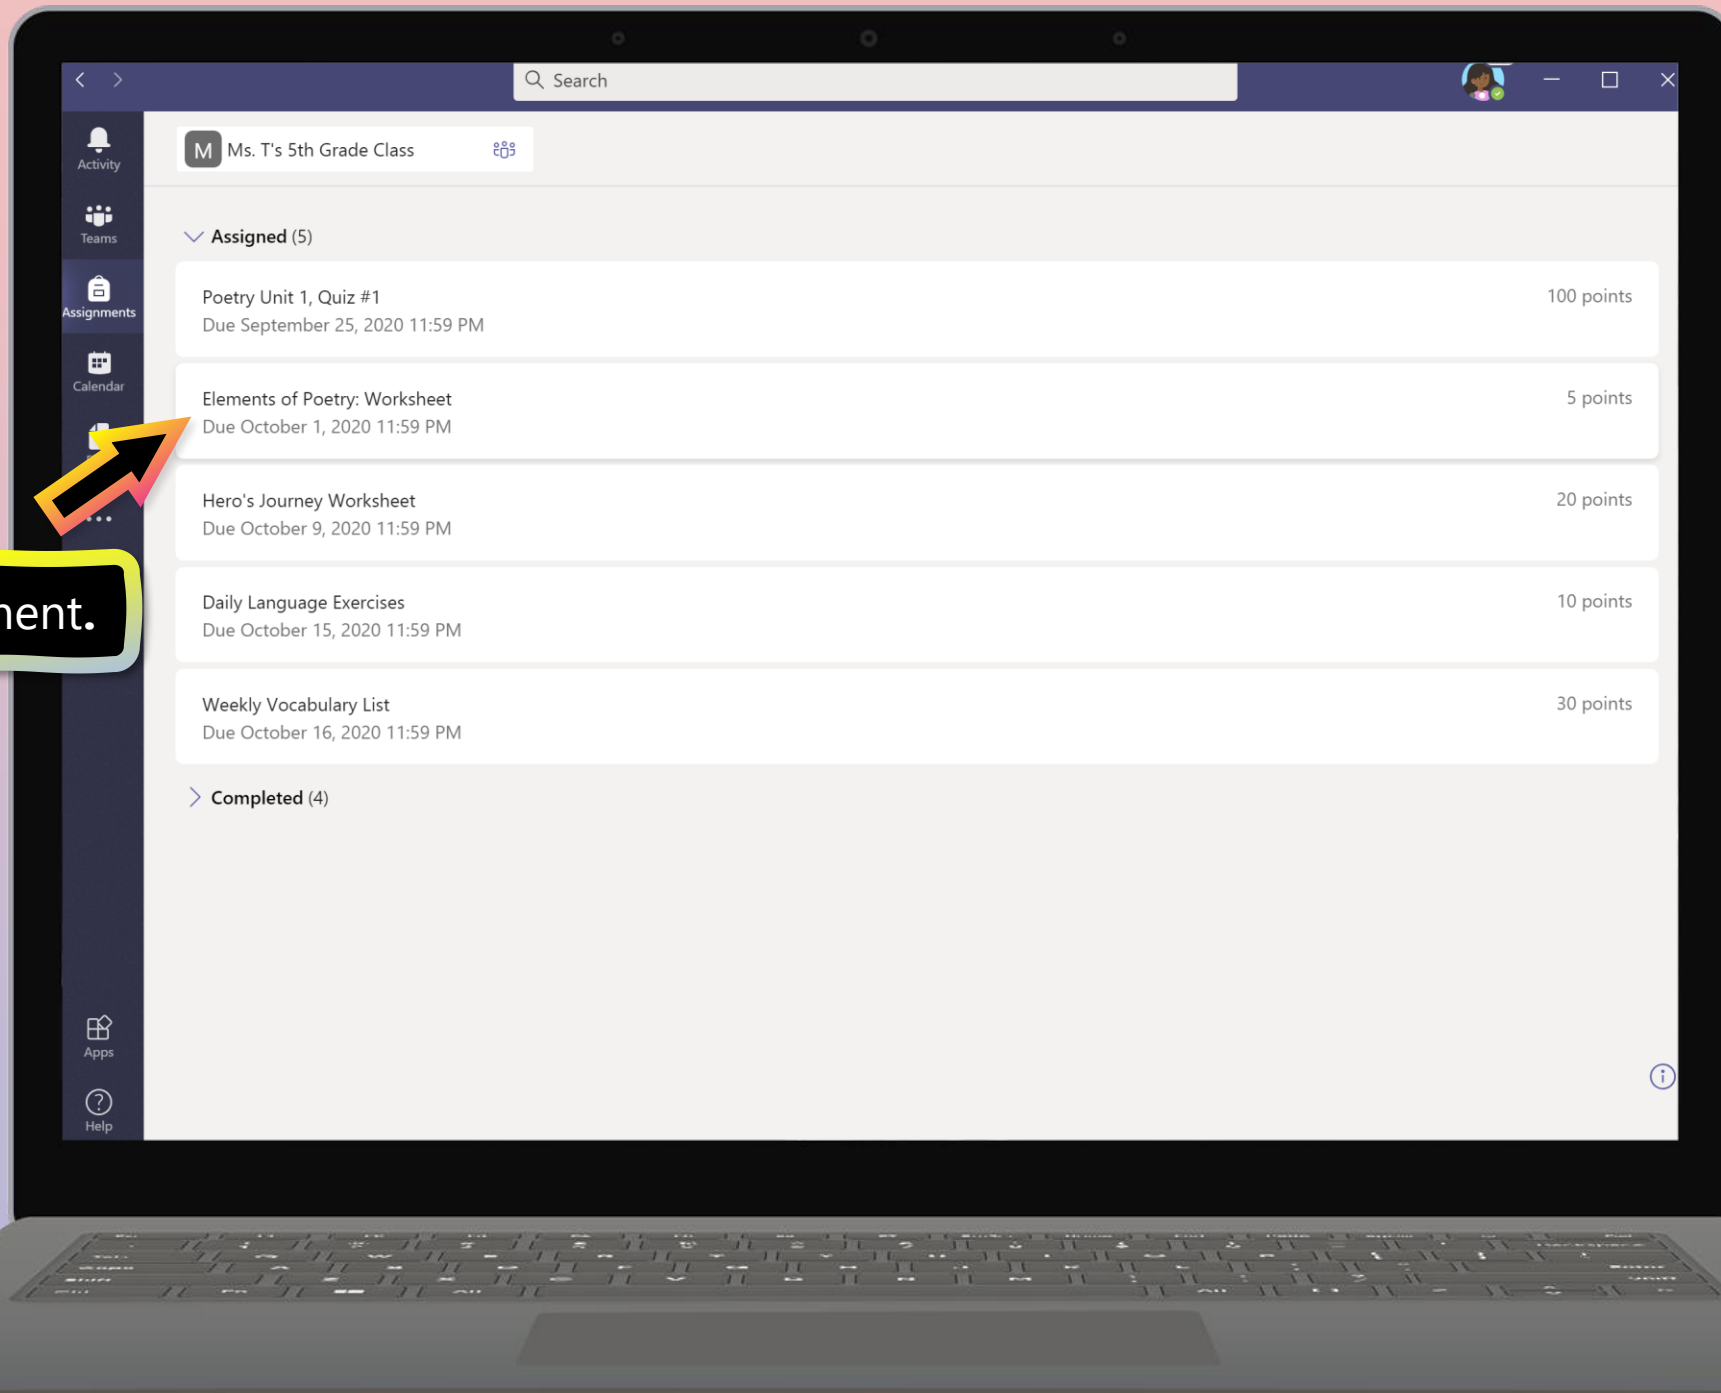 Search
Activity
Teams
Assignments
Calendar
Apps
Help
M Ms. T's 5th Grade Class
Assigned (5)
Poetry Unit 1, Quiz #1
100 points
Due September 25, 2020 11:59 PM
Elements of Poetry: Worksheet
5 points
Due October 1, 2020 11:59 PM
Hero's Journey Worksheet
20 points
Due October 9, 2020 11:59 PM
Daily Language Exercises
10 points
Due October 15, 2020 11:59 PM
Weekly Vocabulary List
30 points
Due October 16, 2020 11:59 PM
Completed (4)